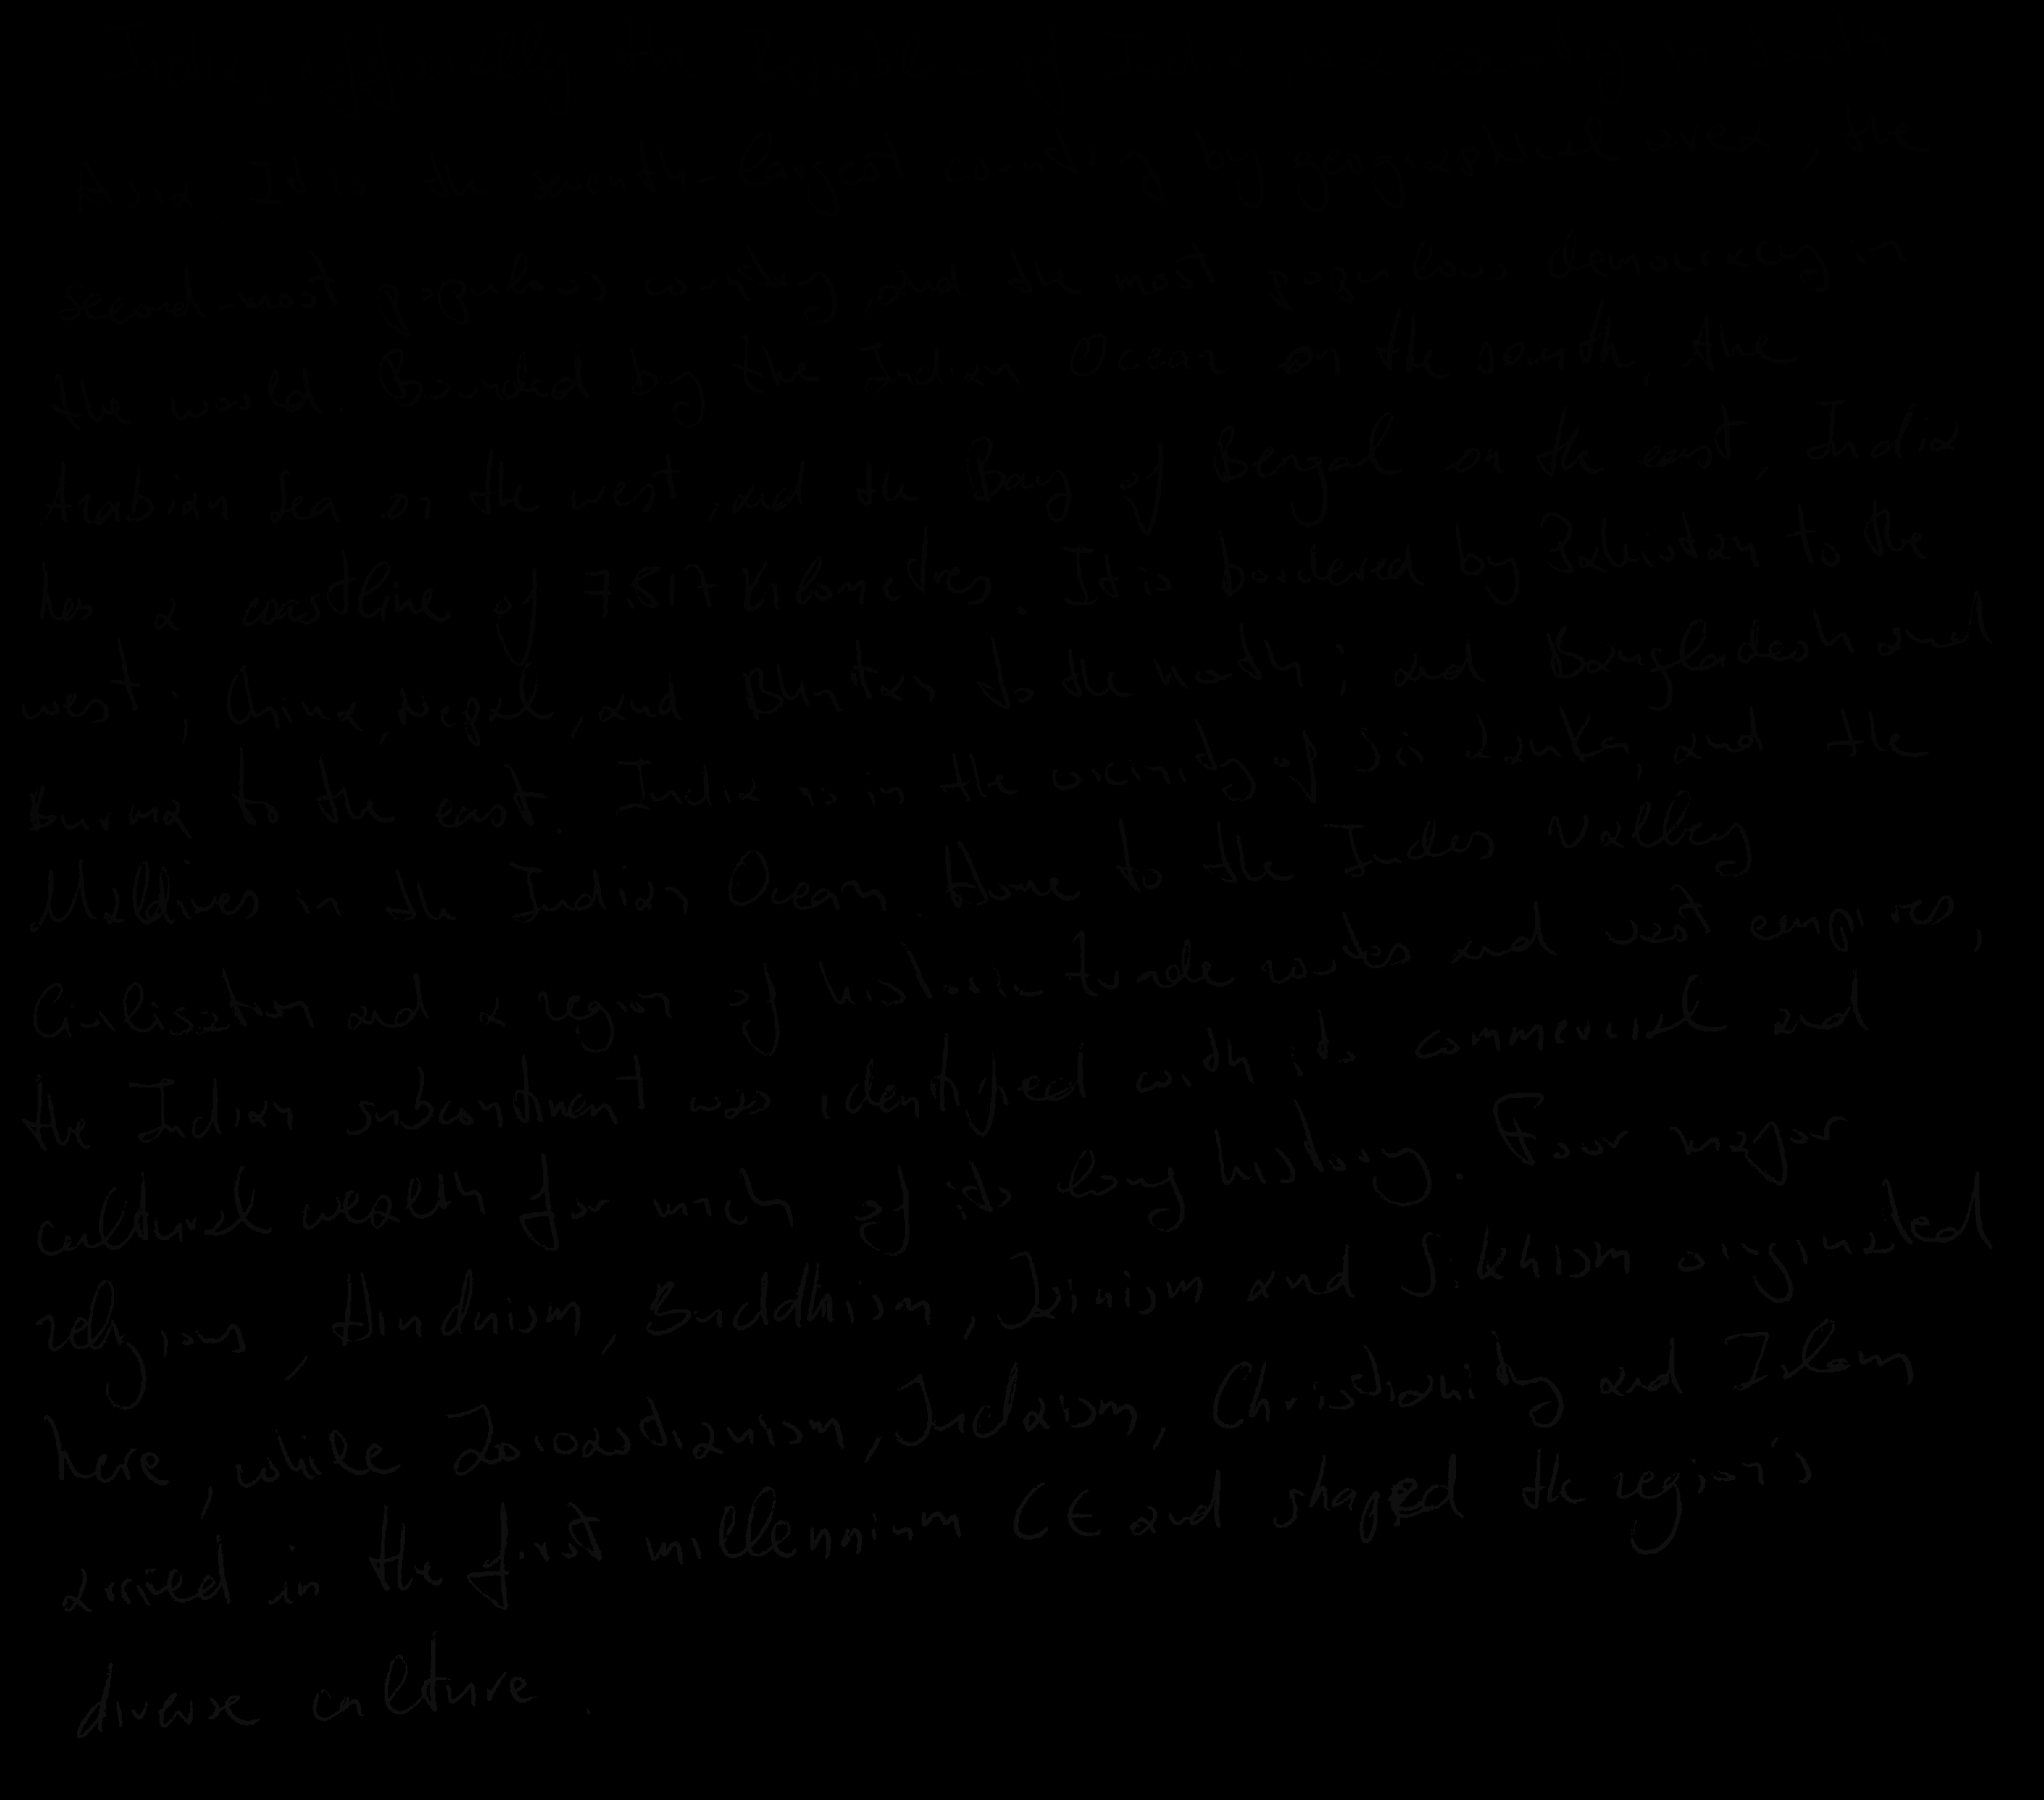 Asia. It is the seventh-largest country by geographical area, the
second-most populous country, and the most populous democracy in
the world. Bounded by the Indian Ocean on the south, the
Arabian Sea on the west, and the Bay of Bengal on the east, India
has a coastline of 7.517 Kilometres. It is bordered by Pakistan to the
west; China, Nepal, and Bhutan to the north; and Bangladesh and
Burma to the east. India is in the vicinity of Sri Lanka, and the
Maldives in the Indian Ocean. Home to the Indus Valley
Civilisation and a region of historic trade routes and vast empires,
the Indian subcontinent was identified with its commercial and
cultural wealth for much of its long history. Four major
religions, Hinduism, Buddhism, Jainism and Sikhism originated
here, while Zoroastrianism, Judaism, Christianity and Islam
arrived in the first millennium CE and shaped the region's
diverse culture.